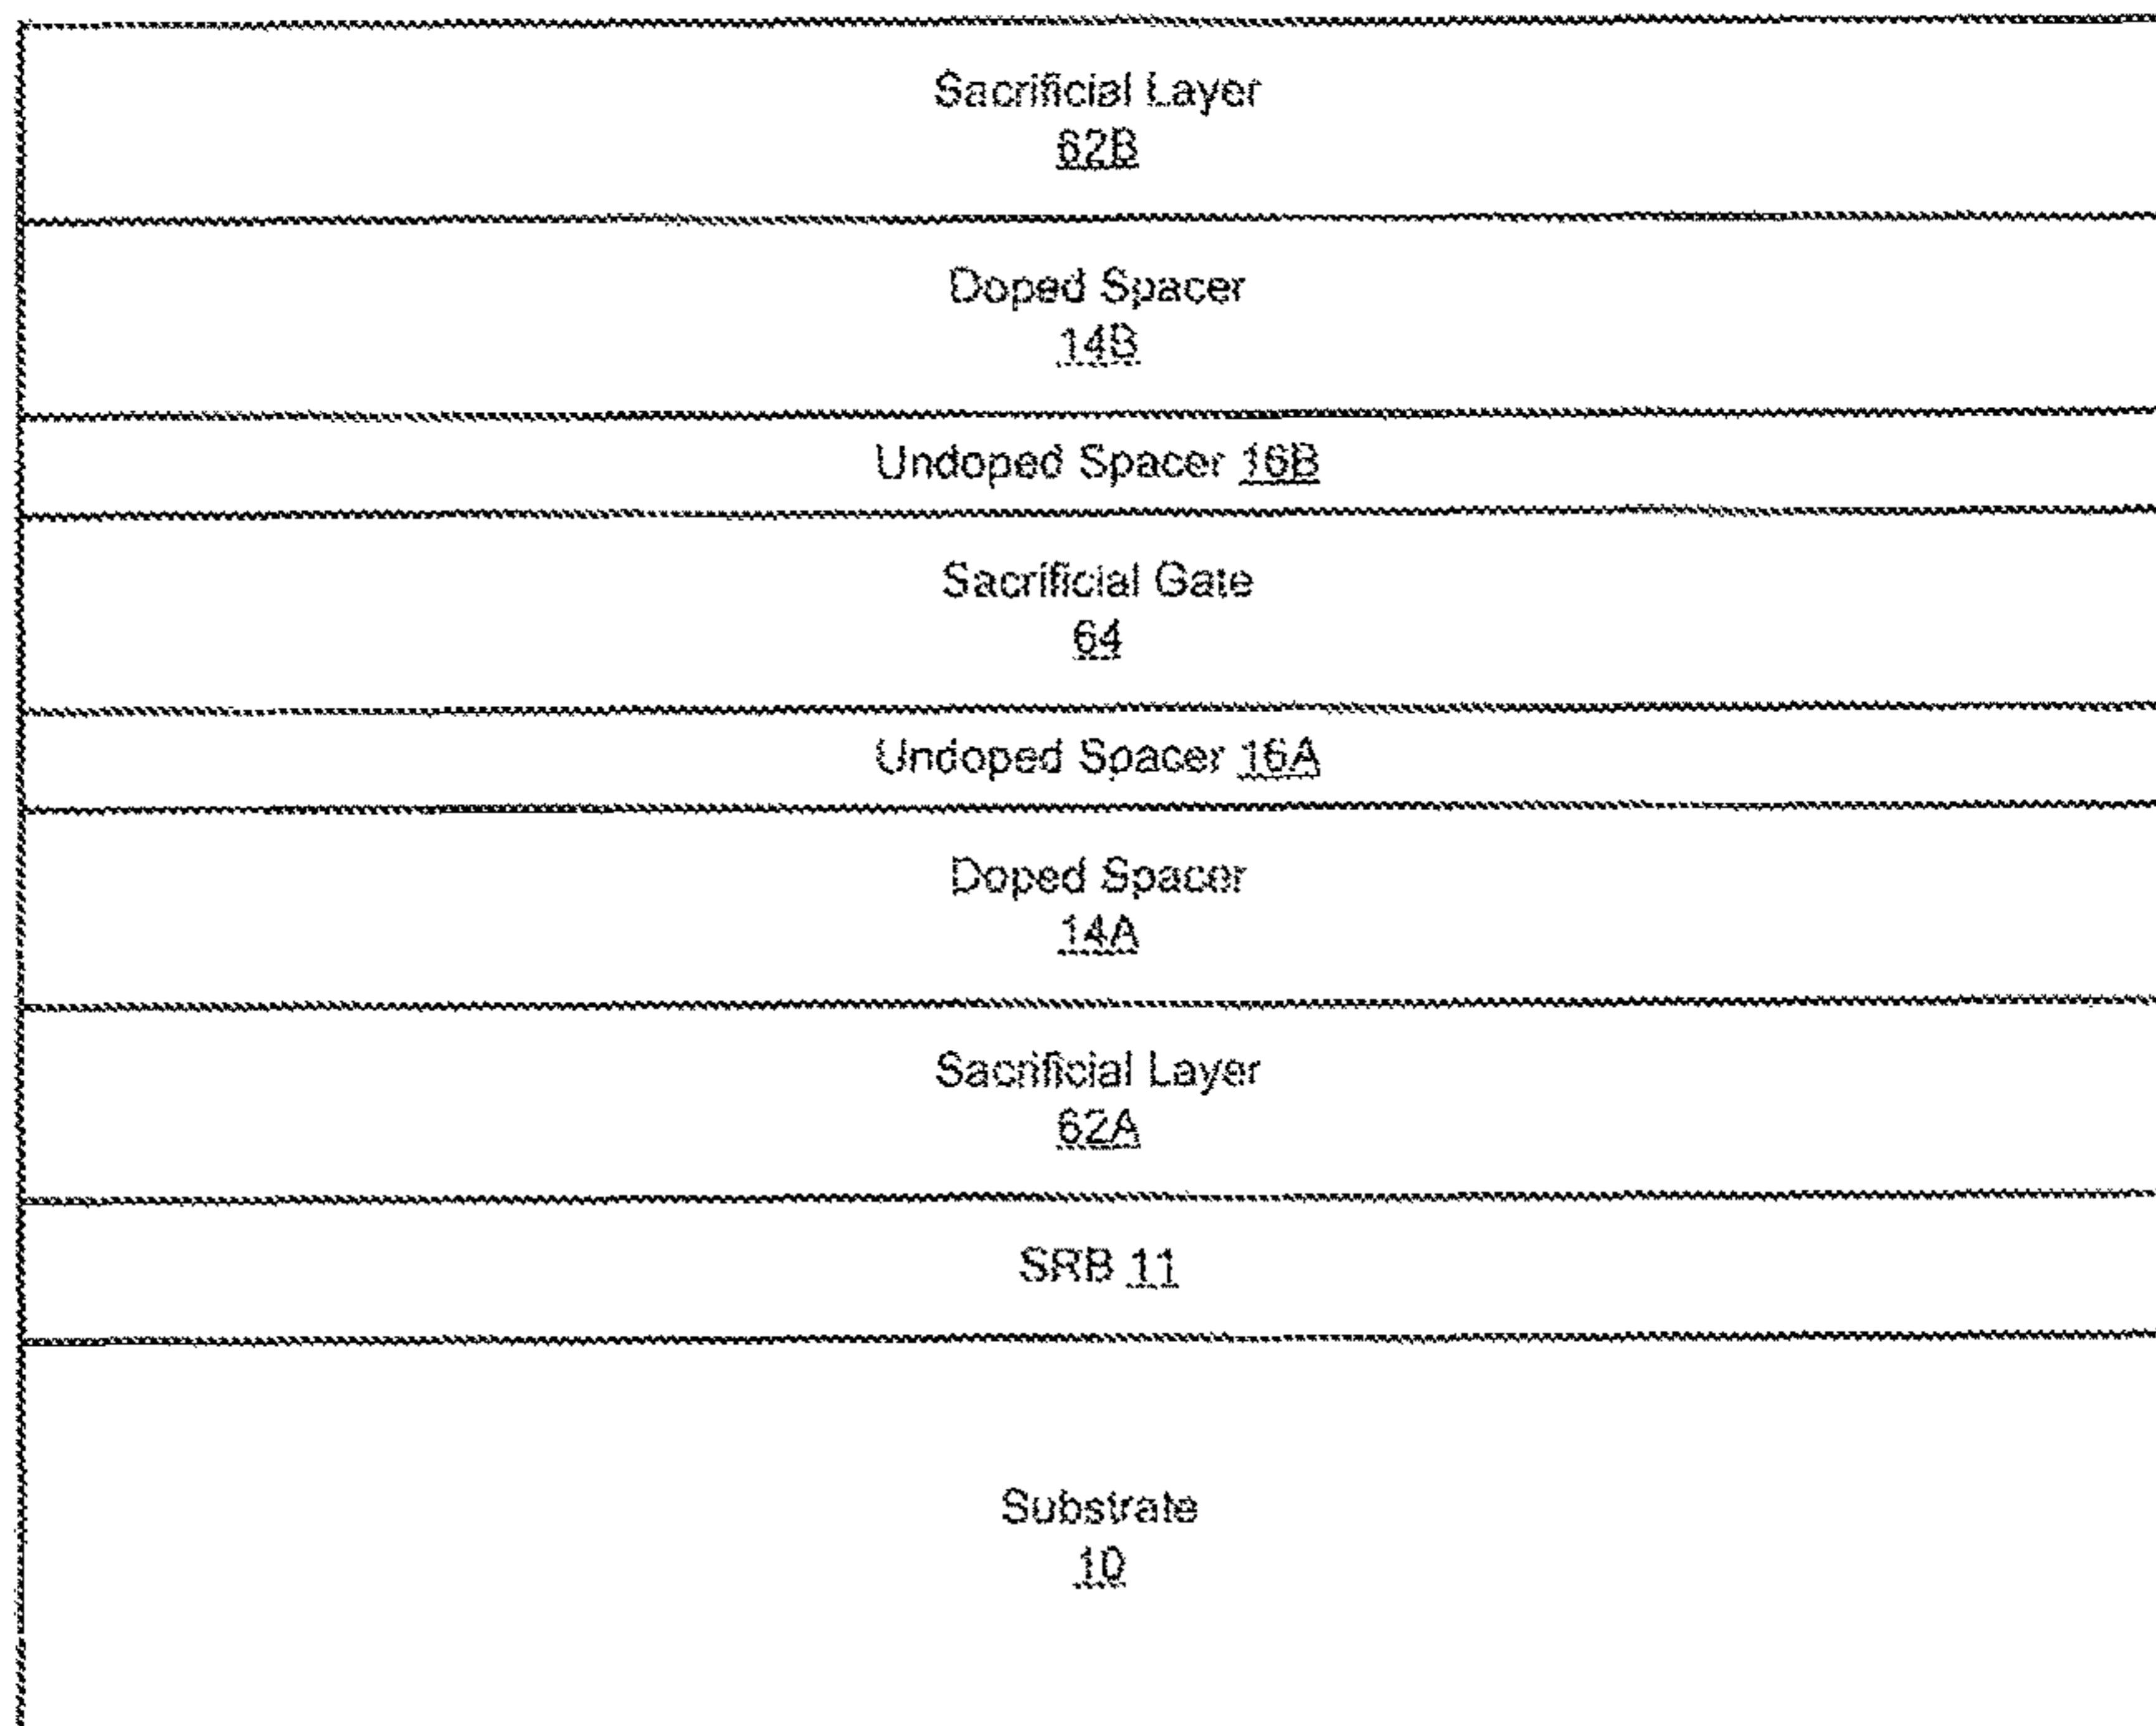 Sacrificial Layer
62B
Doped Spacer
14B
Undoped Spacer 16B
Sacrificial Gate
64
Undoped Spacer 16A
Doped Spacer
14A
Sacrificial Layer
62A
SRB 11
Substrate
10